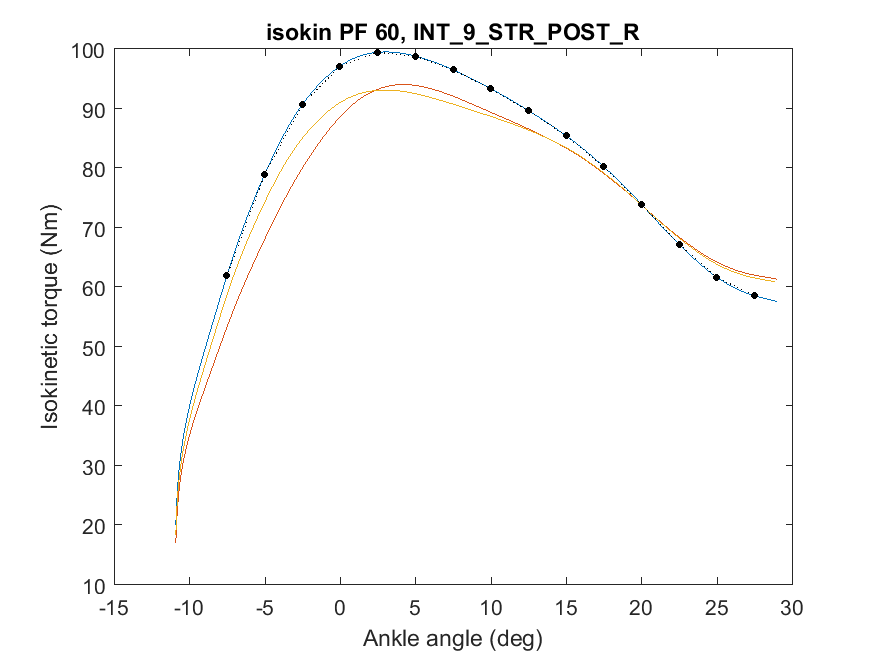 isokin PF 60, INT_9_STR_POST_R
100
90
80
70
60
50
40
30
20
10
Isokinetic torque (Nm)
-15 -10 -5 0 5 10 15 20 25 30
Ankle angle (deg)